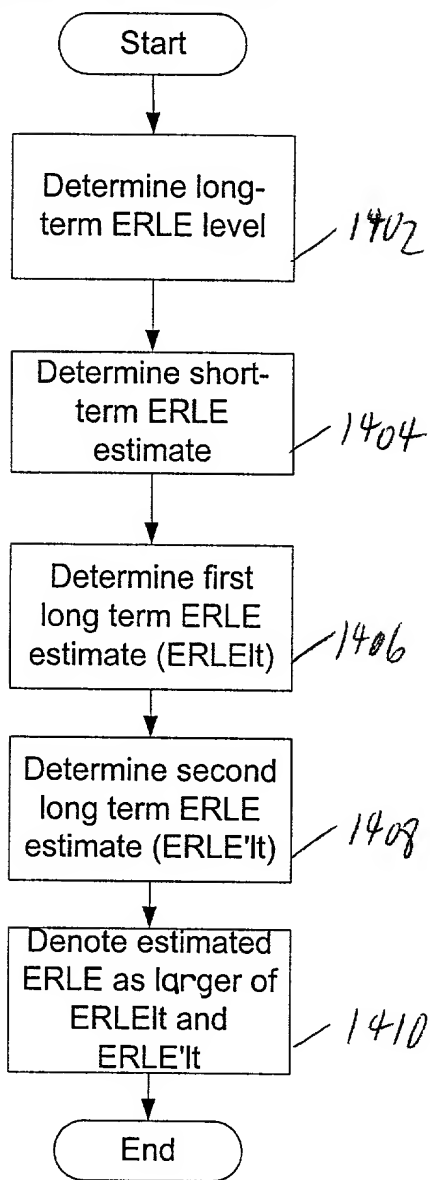 Start
Determine long-
term ERLE level
1402
Determine short-
term ERLE
estimate
1404
Determine first
long term ERLE
estimate (ERLElt)
1406
Determine second
long term ERLE
estimate (ERLE'lt)
1408
Denote estimated
ERLE as larger of
ERLElt and
ERLE'lt
1410
End